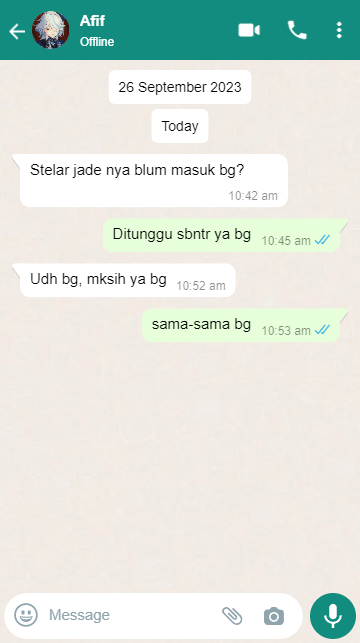 Afif
Offline
26 September 2023
Today
Stelar jade nya blum masuk bg?
10:42 am
Ditunggu sbntr ya bg 10:45 am
Udh bg, mksih ya bg 10:52 am
sama-sama bg 10:53 am
Message